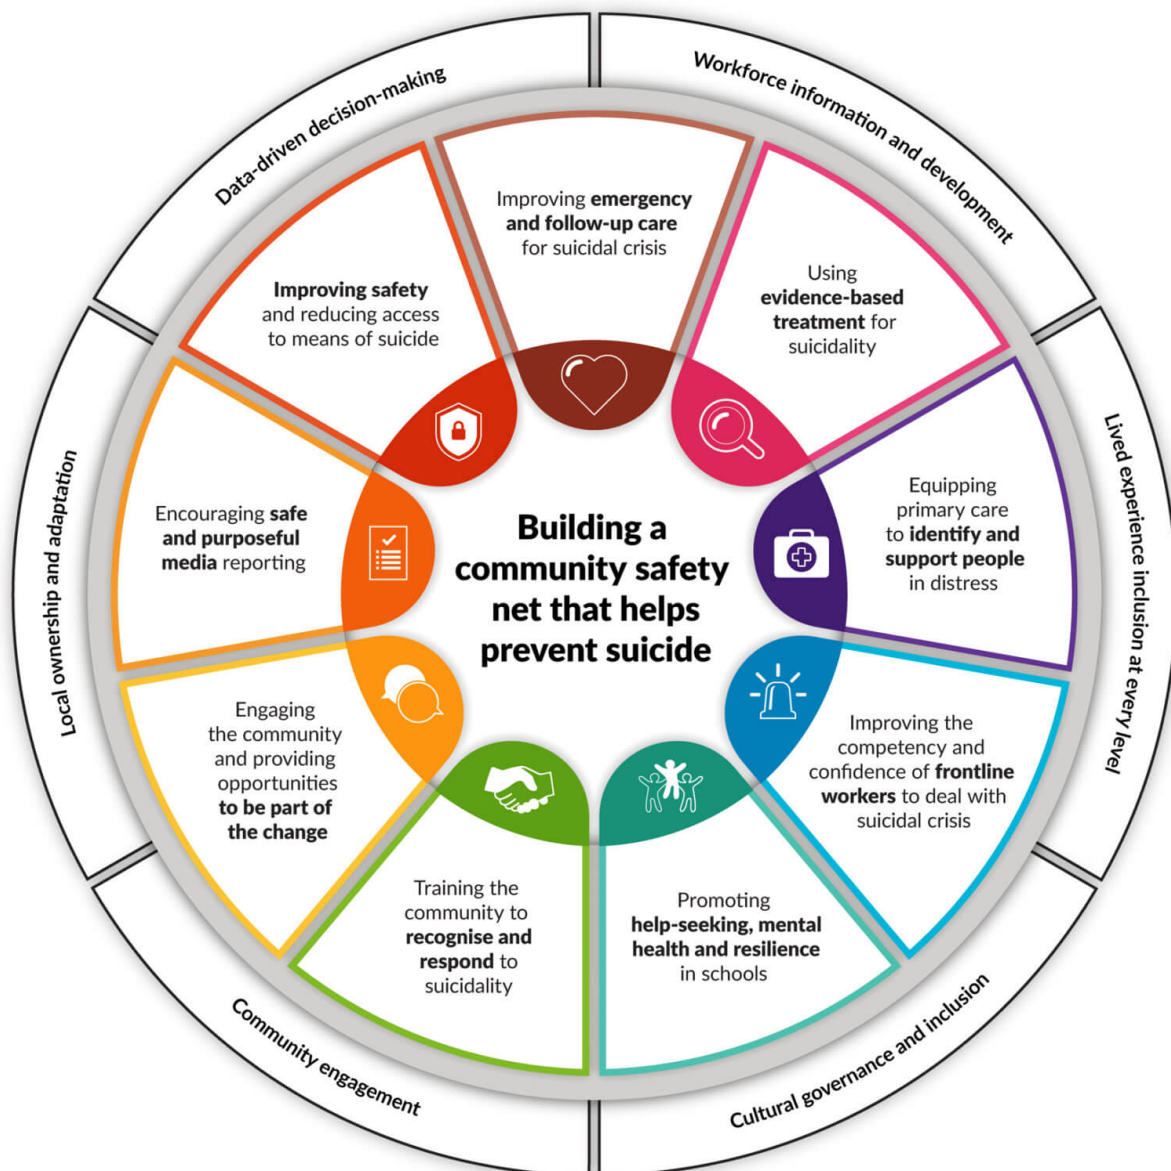 Data-driven decision-making
Workforce information and development
Lived experience inclusion at every level
Cultural governance and inclusion
Community engagement
Local ownership and adaptation
Improving emergency
and follow-up care
for suicidal crisis
Using
evidence-based
treatment for
suicidality
Equipping
primary care
to identify and
support people
in distress
Improving the
competency and
confidence of frontline
workers to deal with
suicidal crisis
Promoting
help-seeking, mental
health and resilience
in schools
Training the
community to
recognise and
respond to
suicidality
Engaging
the community
and providing
opportunities
to be part of
the change
Encouraging safe
and purposeful
media reporting
Improving safety
and reducing access
to means of suicide
Building a
community safety
net that helps
prevent suicide